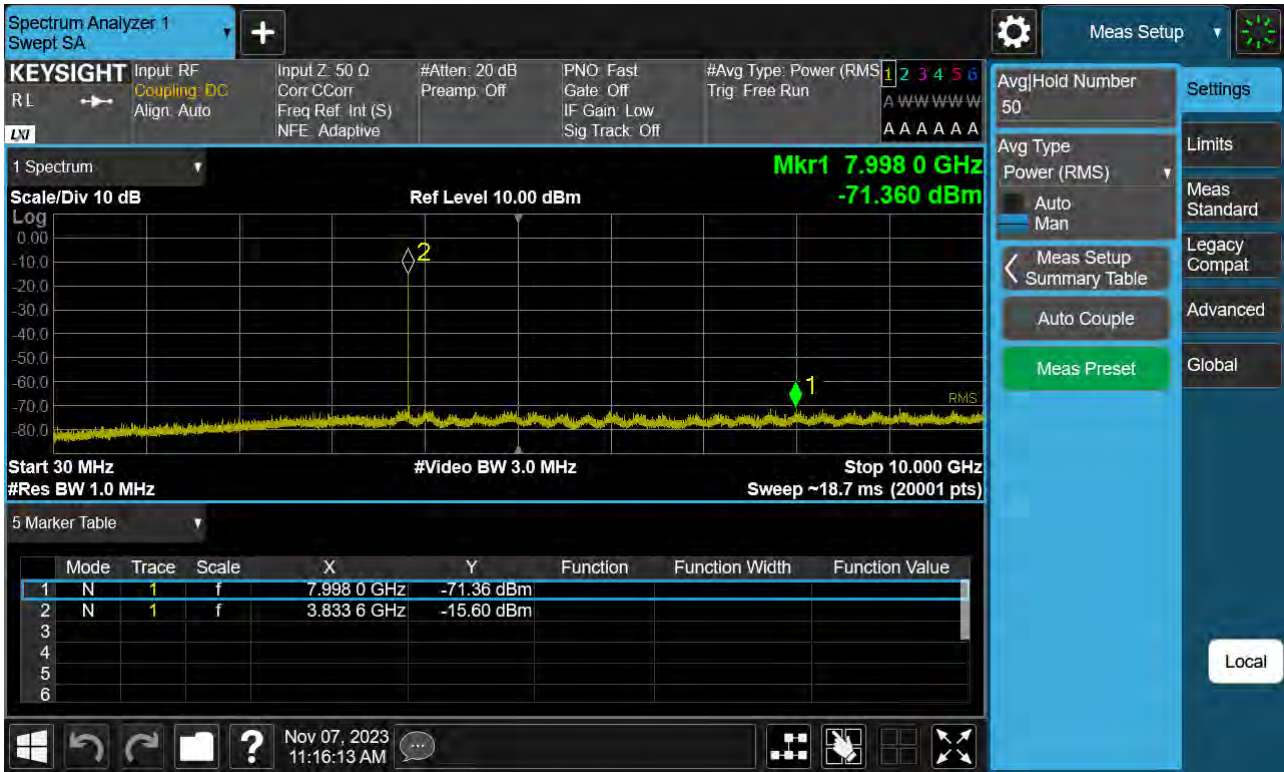 Spectrum Analyzer 1
Swept SA
Meas Setup
KEYSIGHT
RL
LXI
Input: RF
Coupling: DC
Align: Auto
Input Z: 50 Ω
Corr CCorr
Freq Ref: Int (S)
NFE: Adaptive
#Atten: 20 dB
Preamp: Off
PNO: Fast
Gate: Off
IF Gain: Low
Sig Track: Off
#Avg Type: Power (RMS
Trig: Free Run
1 2 3 4 5 6
A W W W W W
A A A A A A
1 Spectrum
Scale/Div 10 dB
Ref Level 10.00 dBm
Mkr1 7.998 0 GHz
-71.360 dBm
Log
0.00
-10.0
-20.0
-30.0
-40.0
-50.0
-60.0
-70.0
-80.0
2
1
RMS
Start 30 MHz
#Video BW 3.0 MHz
Stop 10.000 GHz
#Res BW 1.0 MHz
Sweep ~18.7 ms (20001 pts)
5 Marker Table
Mode Trace Scale X Y Function Function Width Function Value
1 N 1 f 7.998 0 GHz -71.36 dBm
2 N 1 f 3.833 6 GHz -15.60 dBm
3
4
5
6
Avg|Hold Number
50
Avg Type
Power (RMS)
Auto
Man
Meas Setup
Summary Table
Auto Couple
Meas Preset
Settings
Limits
Meas
Standard
Legacy
Compat
Advanced
Global
Local
?
Nov 07, 2023
11:16:13 AM